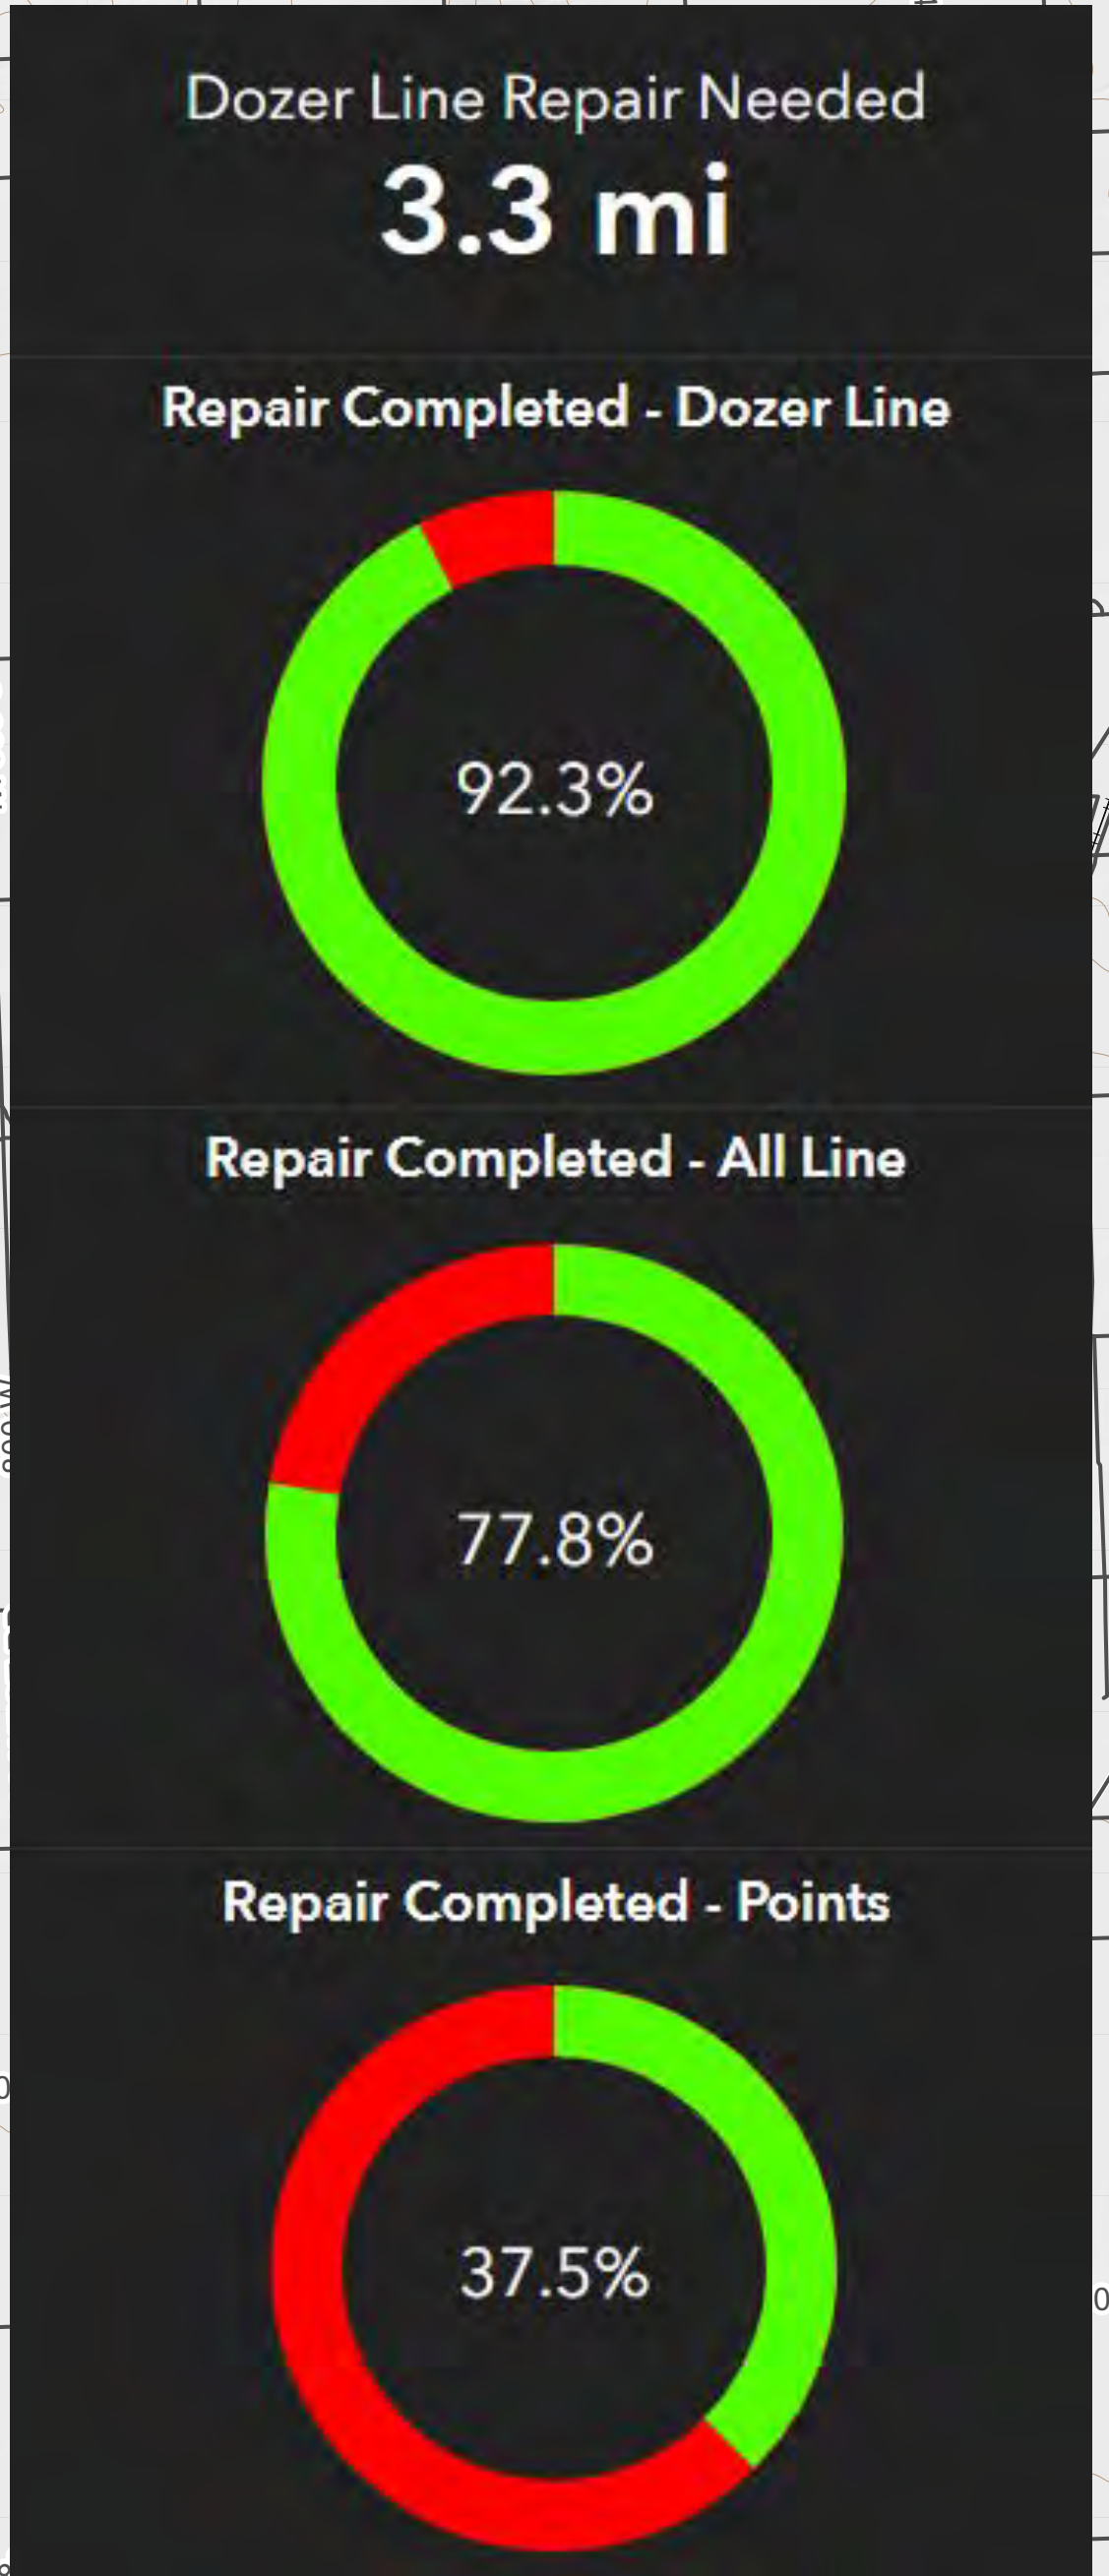 Dozer Line Repair Needed
3.3 mi
Repair Completed - Dozer Line
92.3%
Repair Completed - All Line
77.8%
Repair Completed - Points
37.5%